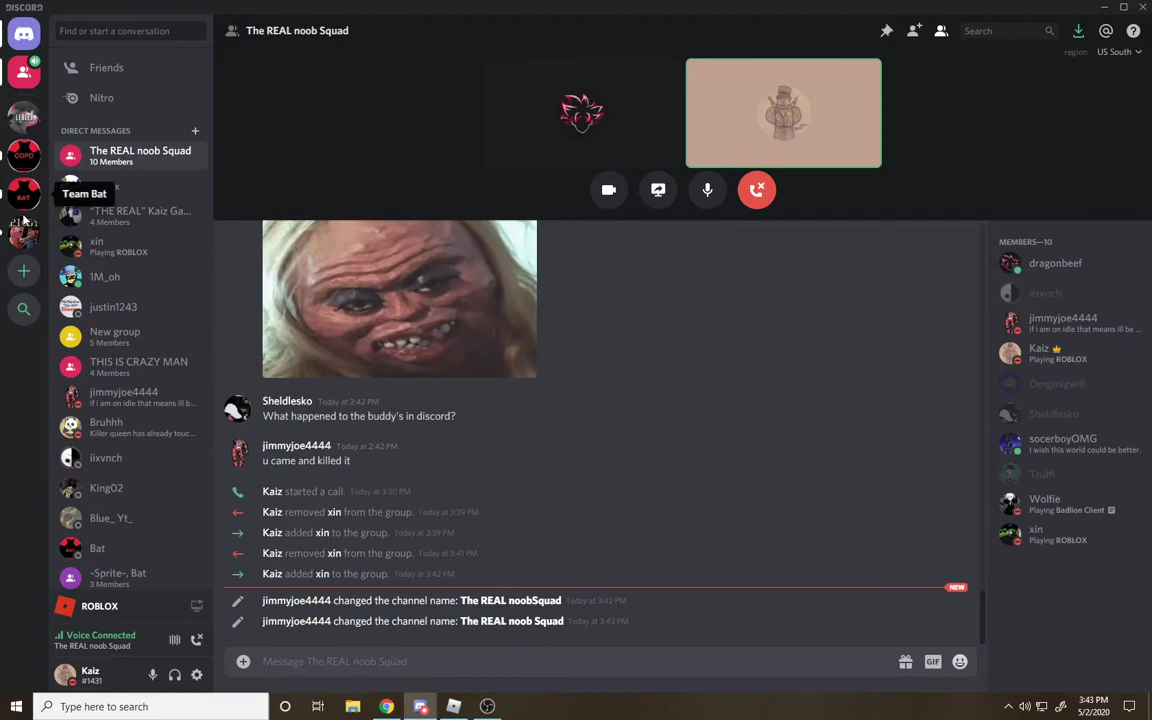 DISCORD
Find or start a conversation
The REAL noob Squad
Search
region US South
Friends
Nitro
DIRECT MESSAGES
The REAL noob Squad
10 Members
Team Bat
"THE REAL" Kaiz Ga...
4 Members
xin
Playing ROBLOX
1M_oh
justin1243
New group
5 Members
THIS IS CRAZY MAN
4 Members
jimmyjoe4444
if i am on idle that means ill b...
Bruhhh
Killer queen has already touc...
iixvnch
King02
Blue_ Yt_
Bat
-Sprite-, Bat
3 Members
ROBLOX
Voice Connected
The REAL noob Squad
Kaiz
#1431
OOPO
BAT
Sheldlesko Today at 2:42 PM
What happened to the buddy's in discord?
jimmyjoe4444 Today at 2:42 PM
u came and killed it
Kaiz started a call. Today at 3:30 PM
Kaiz removed xin from the group. Today at 3:39 PM
Kaiz added xin to the group. Today at 3:39 PM
Kaiz removed xin from the group. Today at 3:41 PM
Kaiz added xin to the group. Today at 3:42 PM
NEW
jimmyjoe4444 changed the channel name: The REAL noobSquad Today at 3:42 PM
jimmyjoe4444 changed the channel name: The REAL noob Squad Today at 3:43 PM
Message The REAL noob Squad
GIF
MEMBERS—10
dragonbeef
iixvnch
jimmyjoe4444
if i am on idle that means ill be ...
Kaiz
Playing ROBLOX
Omgmlgwill
Sheldlesko
socerboyOMG
I wish this world could be better.
Truffl
Wolfie
Playing Badlion Client
xin
Playing ROBLOX
Type here to search
3:43 PM
5/2/2020